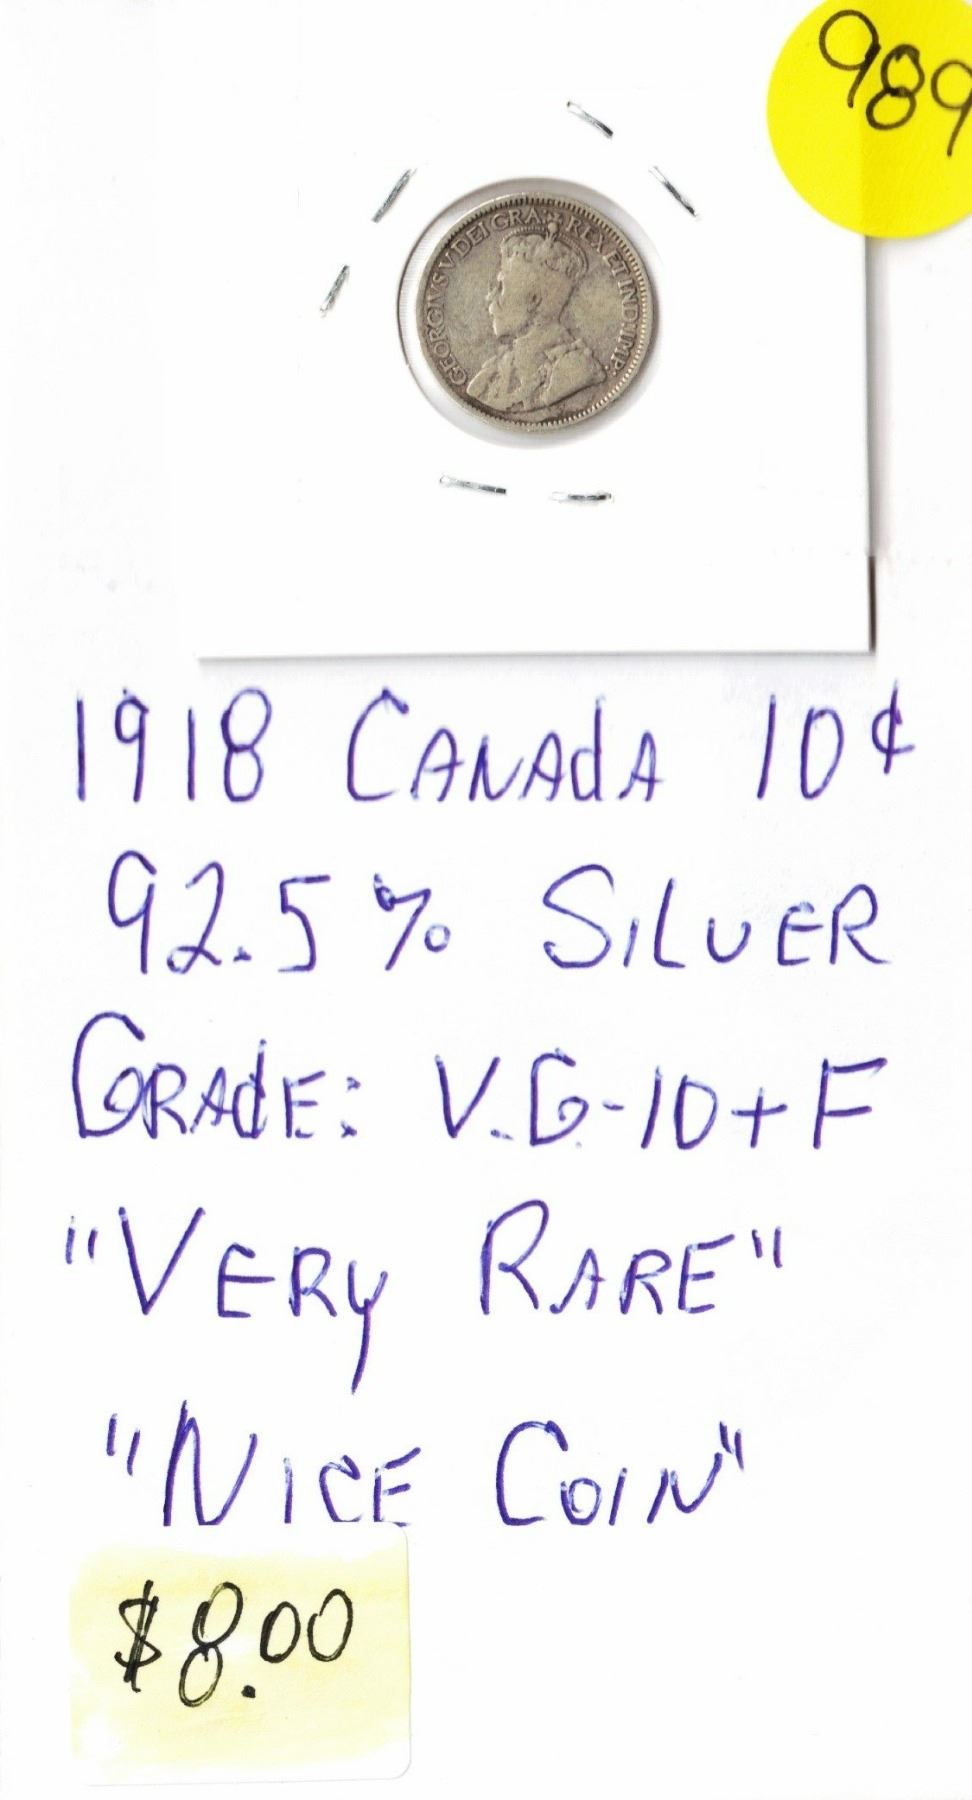 989
GEORGIVS V DEI GRA: REX ET IND:IMP:
1918 CANAdA 10¢
92.5% SILVER
GRAdE: V.G-10+F
"VERy RARE"
"NICE COIN"
$8.00